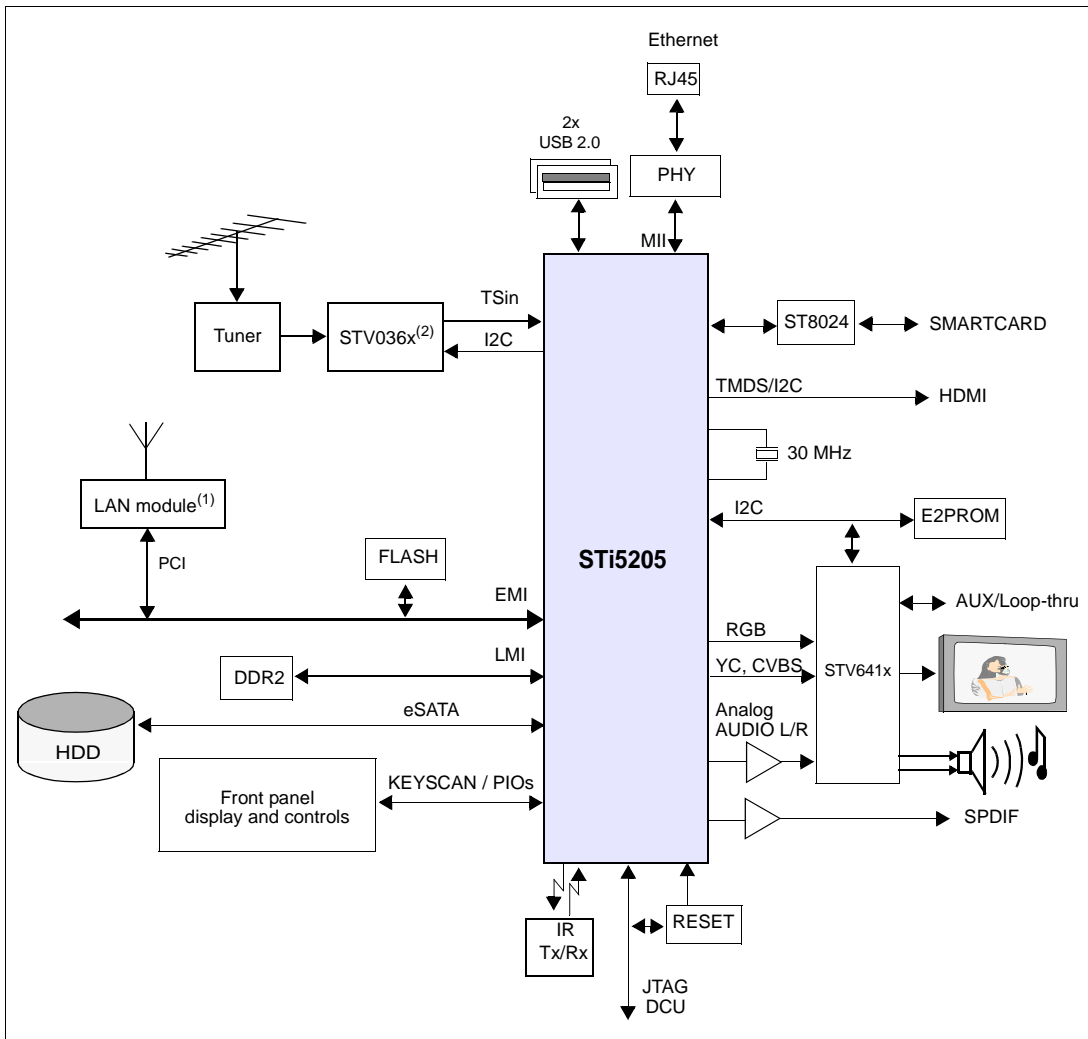 Ethernet
RJ45
2x
USB 2.0
PHY
MII
TSin
Tuner
STV036x(2)
I2C
ST8024
SMARTCARD
TMDS/I2C
HDMI
30 MHz
LAN module(1)
I2C
E2PROM
PCI
FLASH
STi5205
EMI
AUX/Loop-thru
RGB
LMI
DDR2
YC, CVBS
STV641x
eSATA
Analog
AUDIO L/R
HDD
KEYSCAN / PIOs
Front panel
display and controls
SPDIF
IR
Tx/Rx
RESET
JTAG
DCU